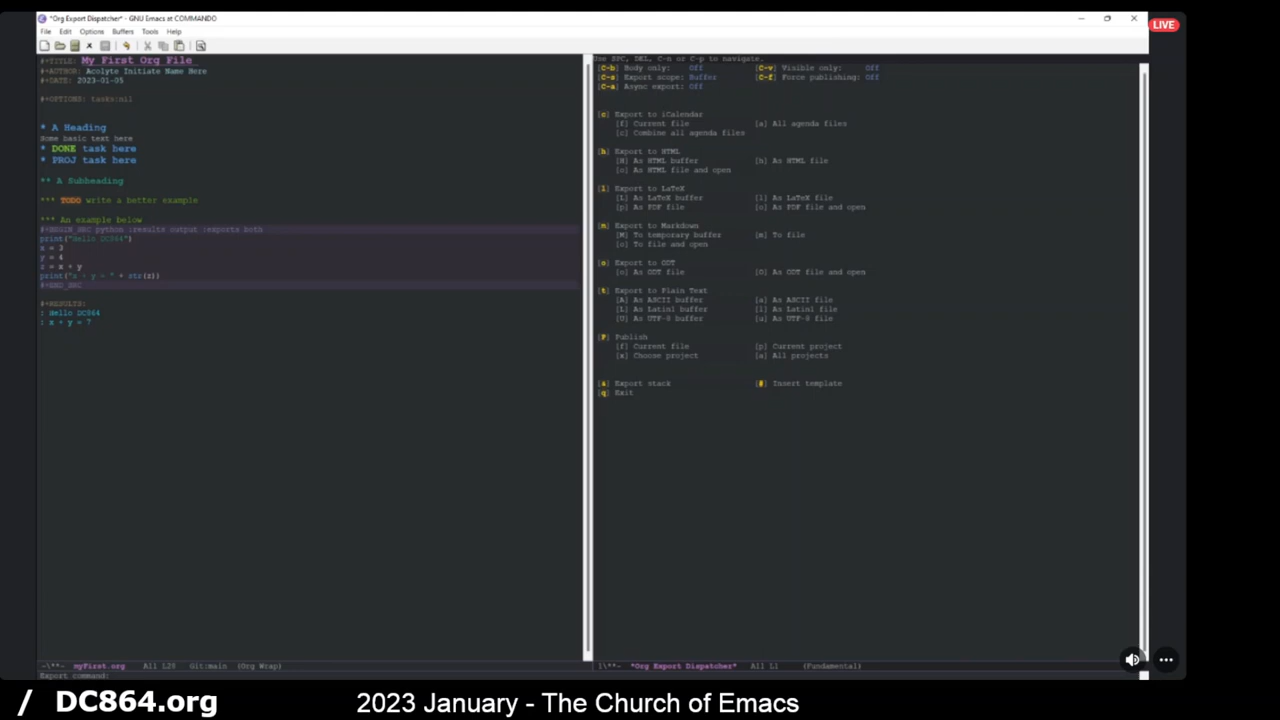 "Org Export Dispatcher" - GNU Emacs at COMMANDO
LIVE
File Edit Options Buffers Tools Help
#+TITLE: My First Org File
#+AUTHOR: Acolyte Initiate Name Here
#+DATE: 2023-01-05
#+OPTIONS: tasks:nil
* A Heading
Some basic text here
* DONE task here
* PROJ task here
** A Subheading
*** TODO write a better example
*** An example below
#+BEGIN_SRC python :results output :exports both
print("Hello DC864")
x = 3
y = 4
z = x + y
print("x + y = " + str(z))
#+END_SRC
#+RESULTS:
: Hello DC864
: x + y = 7
-\**- myFirst.org All L28 Git:main (Org Wrap)
Export command:
Use SPC, DEL, C-n or C-p to navigate.
[C-b] Body only: Off [C-v] Visible only: Off
[C-s] Export scope: Buffer [C-f] Force publishing: Off
[C-a] Async export: Off
[c] Export to iCalendar
[f] Current file [a] All agenda files
[c] Combine all agenda files
[h] Export to HTML
[H] As HTML buffer [h] As HTML file
[o] As HTML file and open
[l] Export to LaTeX
[L] As LaTeX buffer [l] As LaTeX file
[p] As PDF file [o] As PDF file and open
[m] Export to Markdown
[M] To temporary buffer [m] To file
[o] To file and open
[o] Export to ODT
[o] As ODT file [O] As ODT file and open
[t] Export to Plain Text
[A] As ASCII buffer [a] As ASCII file
[L] As Latin1 buffer [l] As Latin1 file
[U] As UTF-8 buffer [u] As UTF-8 file
[P] Publish
[f] Current file [p] Current project
[x] Choose project [a] All projects
[&] Export stack [#] Insert template
[q] Exit
1\**- *Org Export Dispatcher* All L1 (Fundamental)
/ DC864.org
2023 January - The Church of Emacs